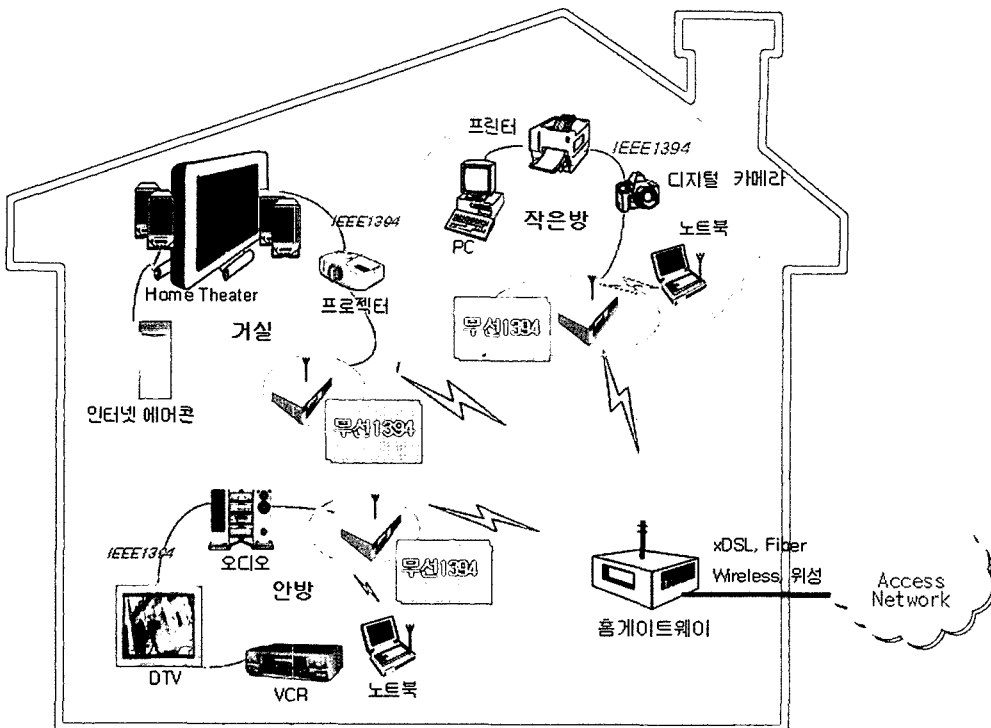 프린터
IEEE1394
디지털 카메라
PC
작은방
노트북
무선1394
IEEE1394
Home Theater
프로젝터
거실
인터넷 에어콘
무선1394
IEEE1394
오디오
안방
무선1394
DTV
VCR
노트북
xDSL, Fiber
Wireless, 위성
홈게이트웨이
Access
Network